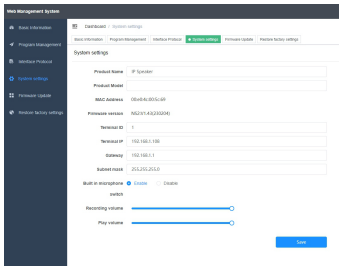 Web Management System
Dashboard / System settings
Basic Information
Program Management
Interface Protocol
System settings
Firmware Update
Restore factory settings
Basic Information Program Management Interface Protocol System settings Firmware Update Restore factory settings
System settings
Product Name IP Speaker
Product Model
MAC Address
Firmware version
Terminal ID 1
Terminal IP 192.168.1.108
Gateway 192.168.1.1
Subnet mask 255.255.255.0
Built in microphone switch Enable Disable
Recording volume
Play volume
Save